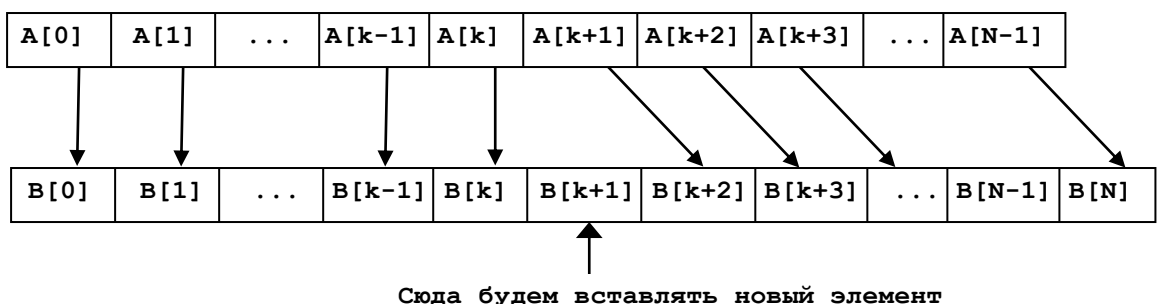 A[0] A[1] ... A[k-1] A[k] A[k+1] A[k+2] A[k+3] ... A[N-1]
B[0] B[1] ... B[k-1] B[k] B[k+1] B[k+2] B[k+3] ... B[N-1] B[N]
Сюда будем вставлять новый элемент